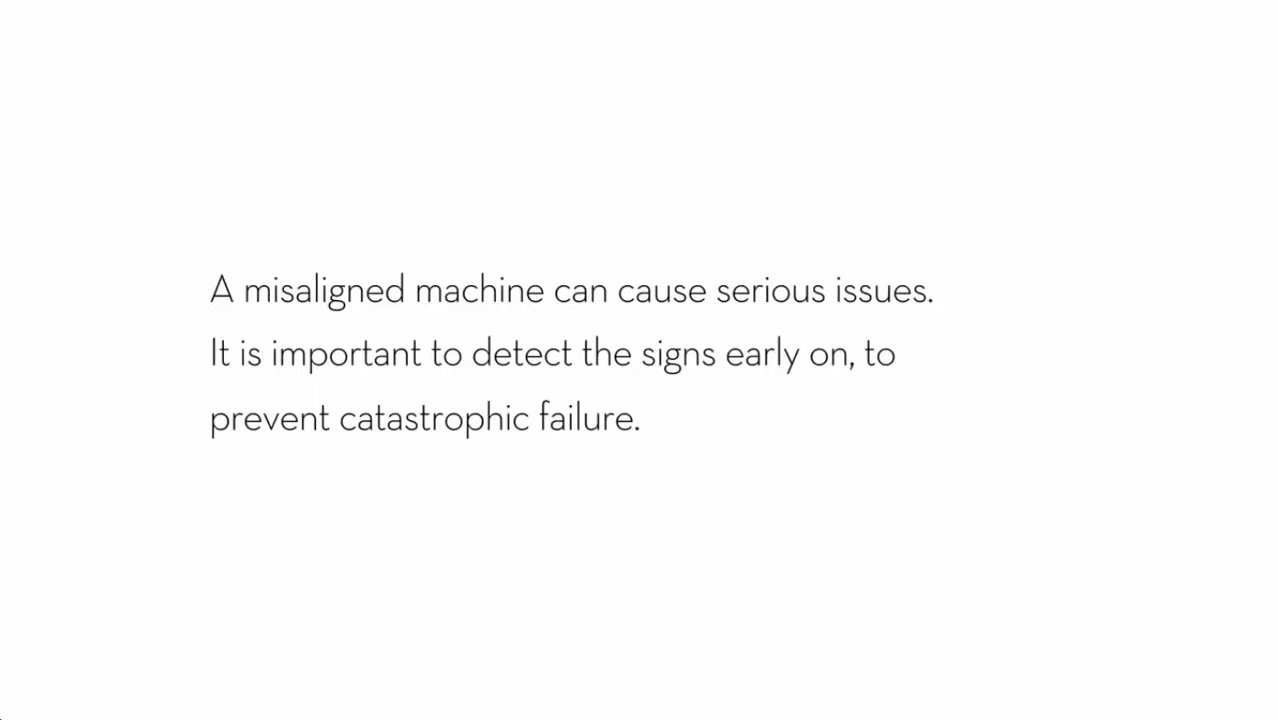 A misaligned machine can cause serious issues.
It is important to detect the signs early on, to
prevent catastrophic failure.